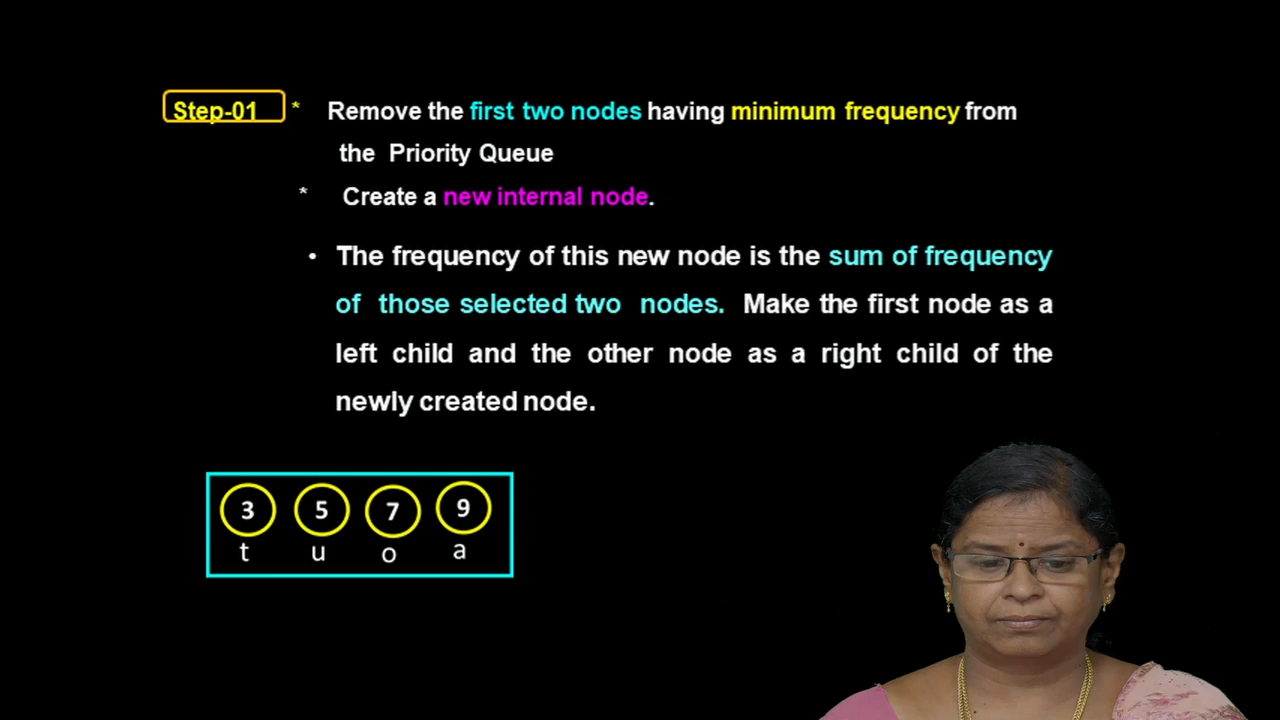 Step-01 * Remove the first two nodes having minimum frequency from
the Priority Queue
* Create a new internal node.
• The frequency of this new node is the sum of frequency
of those selected two nodes. Make the first node as a
left child and the other node as a right child of the
newly created node.
3 5 7 9
t u o a